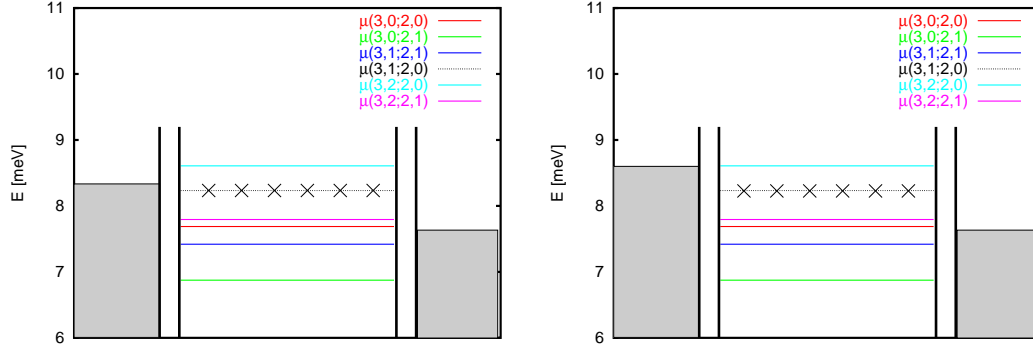 11
10
9
8
7
6
E [meV]
μ(3,0;2,0)
μ(3,0;2,1)
μ(3,1;2,1)
μ(3,1;2,0)
μ(3,2;2,0)
μ(3,2;2,1)
11
10
9
8
7
6
E [meV]
μ(3,0;2,0)
μ(3,0;2,1)
μ(3,1;2,1)
μ(3,1;2,0)
μ(3,2;2,0)
μ(3,2;2,1)